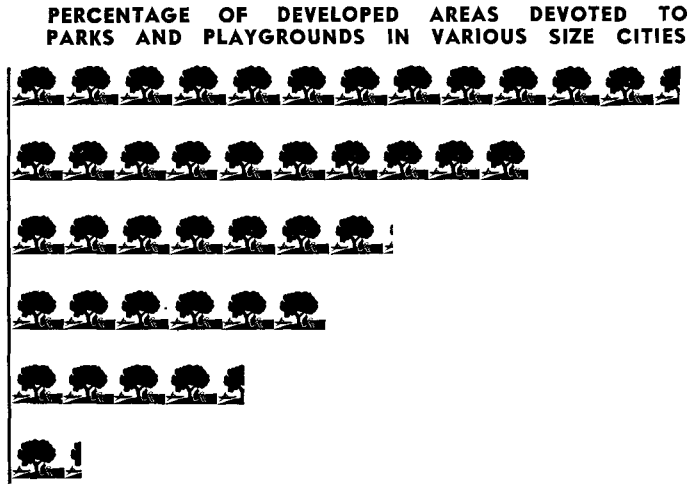 PERCENTAGE OF DEVELOPED AREAS DEVOTED TO
PARKS AND PLAYGROUNDS IN VARIOUS SIZE CITIES